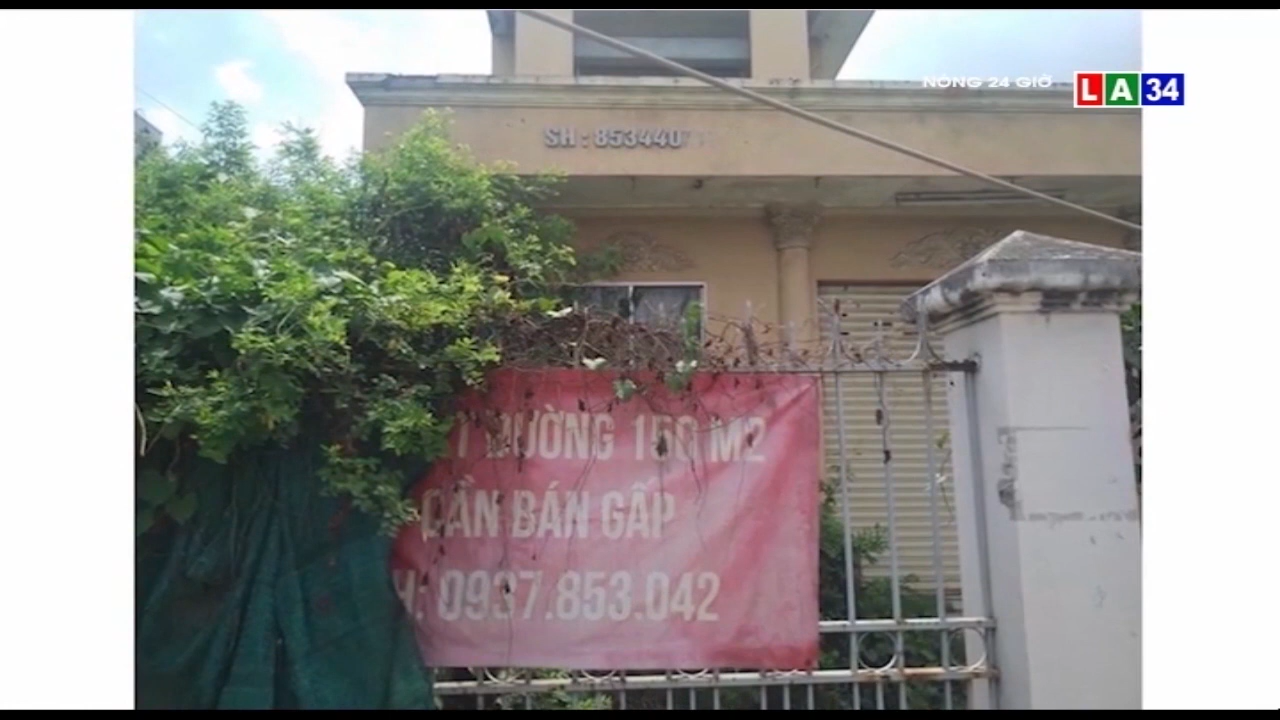 NÓNG 24 GIỜ
LA34
SH : 853440
ĐƯỜNG 150 M2
CẦN BÁN GẤP
H: 0937.853.042